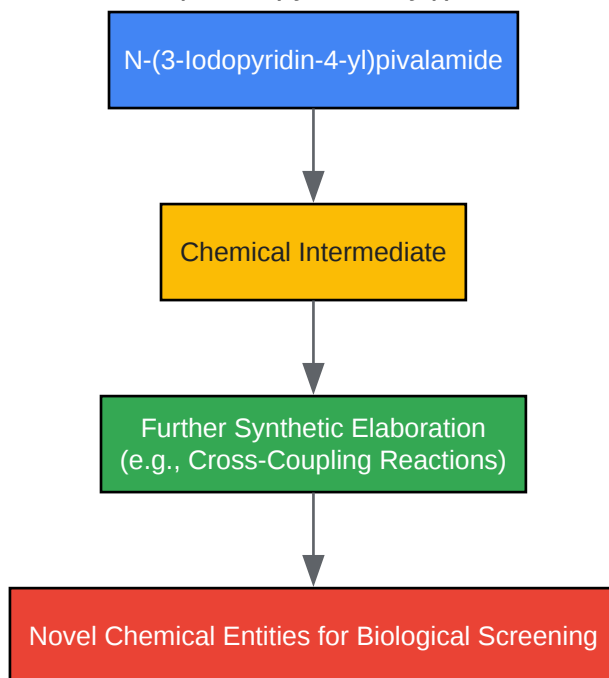 N-(3-Iodopyridin-4-yl)pivalamide
Chemical Intermediate
Further Synthetic Elaboration
(e.g., Cross-Coupling Reactions)
Novel Chemical Entities for Biological Screening